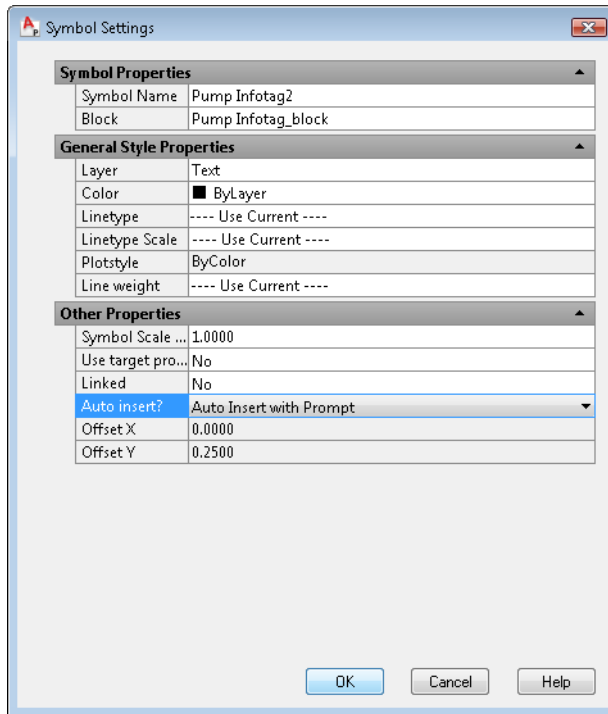 Symbol Settings
Symbol Properties
Symbol Name Pump Infotag2
Block Pump Infotag_block
General Style Properties
Layer Text
Color ByLayer
Linetype ---- Use Current ----
Linetype Scale ---- Use Current ----
Plotstyle ByColor
Line weight ---- Use Current ----
Other Properties
Symbol Scale ... 1.0000
Use target pro... No
Linked No
Auto insert? Auto Insert with Prompt
Offset X 0.0000
Offset Y 0.2500
OK Cancel Help